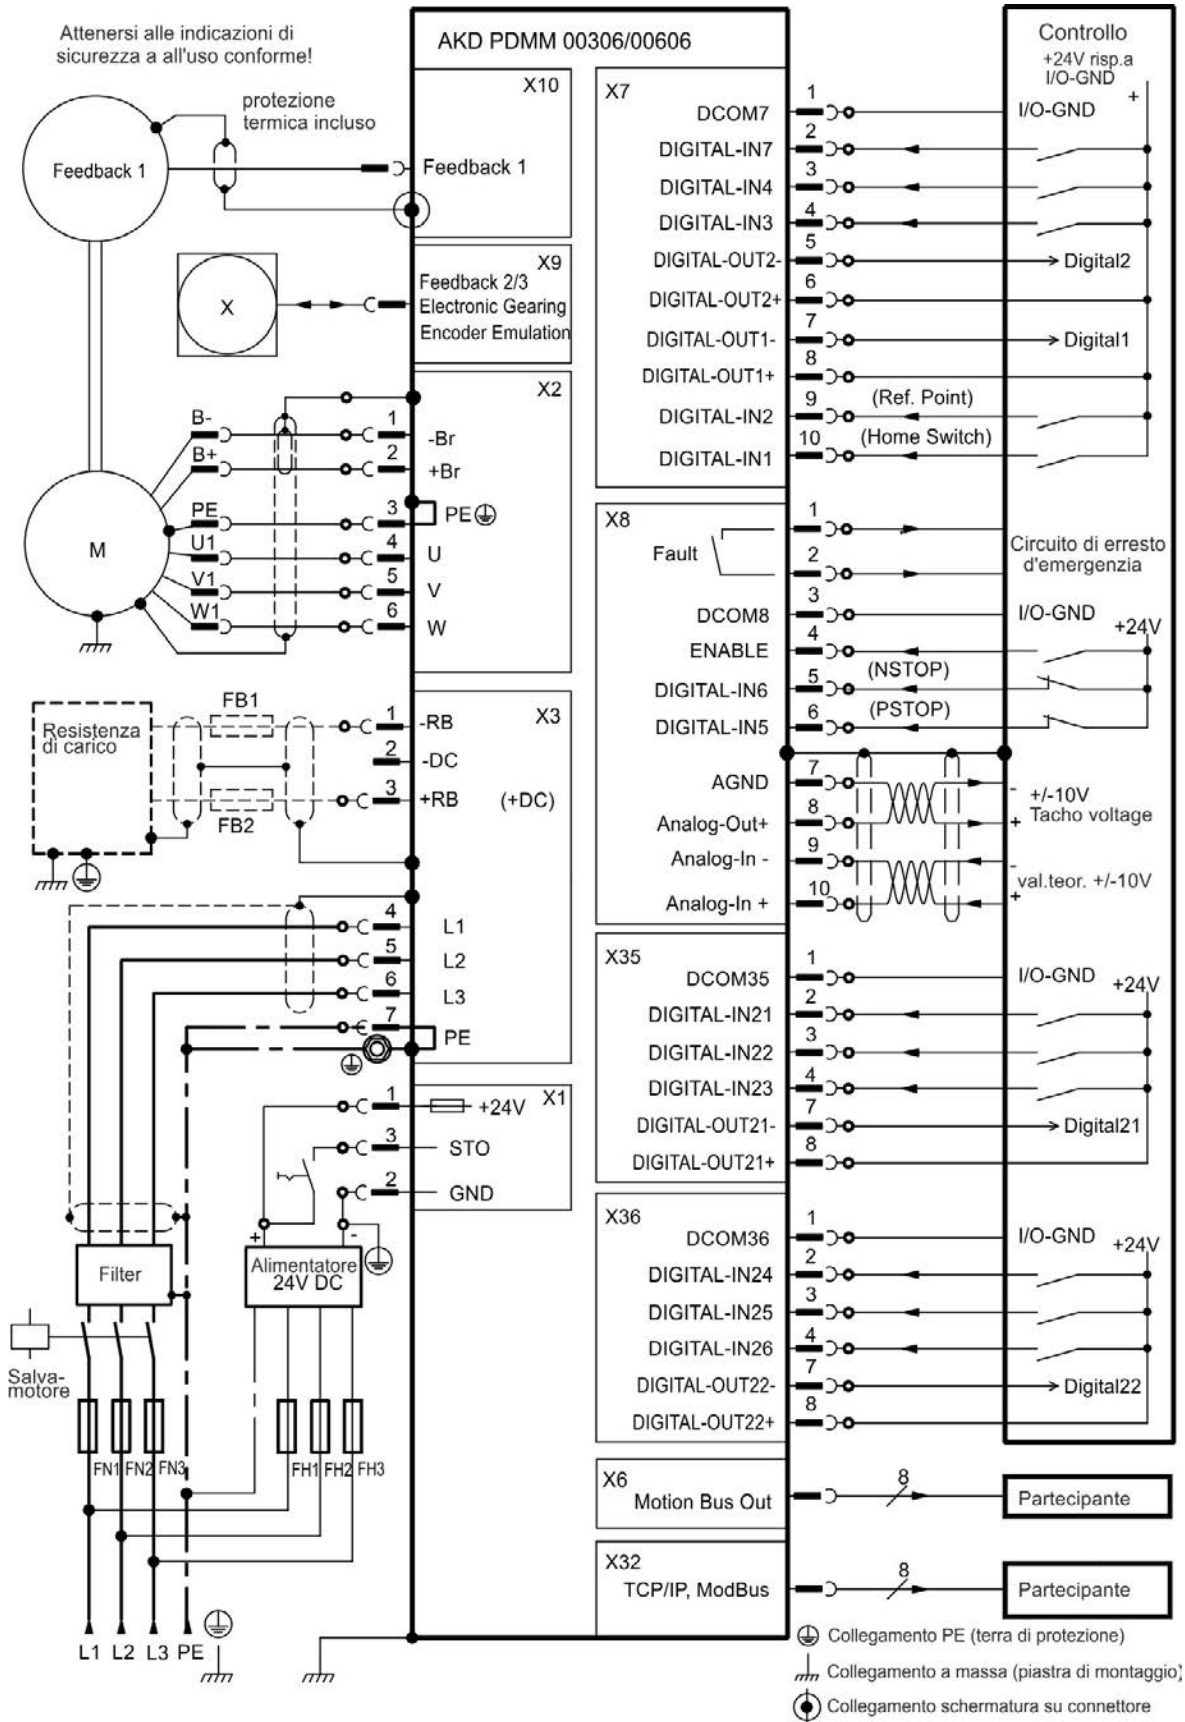 Attenersi alle indicazioni di
sicurezza a all'uso conforme!
AKD PDMM 00306/00606
protezione
termica incluso
Feedback 1
X10
Feedback 1
X
X9
Feedback 2/3
Electronic Gearing
Encoder Emulation
X2
B- 1 -Br
B+ 2 +Br
PE 3 PE
U1 4 U
V1 5 V
W1 6 W
M
X3
Resistenza
di carico
FB1
FB2
1 -RB
2 -DC
3 +RB (+DC)
4 L1
5 L2
6 L3
7 PE
X1
1 +24V
3 STO
2 GND
+ -
Filter
Alimentatore
24V DC
Salva-
motore
FN1 FN2 FN3
FH1 FH2 FH3
L1 L2 L3 PE
X7
DCOM7 1
DIGITAL-IN7 2
DIGITAL-IN4 3
DIGITAL-IN3 4
DIGITAL-OUT2- 5
DIGITAL-OUT2+ 6
DIGITAL-OUT1- 7
DIGITAL-OUT1+ 8
DIGITAL-IN2 9 (Ref. Point)
DIGITAL-IN1 10 (Home Switch)
Controllo
+24V risp.a
I/O-GND
+
I/O-GND
Digital2
Digital1
X8
Fault
1
2
DCOM8 3
ENABLE 4
DIGITAL-IN6 5 (NSTOP)
DIGITAL-IN5 6 (PSTOP)
AGND 7
Analog-Out+ 8
Analog-In - 9
Analog-In + 10
Circuito di erresto
d'emergenzia
I/O-GND
+24V
- +/-10V
+ Tacho voltage
-
val.teor. +/-10V
+
X35
DCOM35 1 I/O-GND
+24V
DIGITAL-IN21 2
DIGITAL-IN22 3
DIGITAL-IN23 4
DIGITAL-OUT21- 7 Digital21
DIGITAL-OUT21+ 8
X36
DCOM36 1 I/O-GND
+24V
DIGITAL-IN24 2
DIGITAL-IN25 3
DIGITAL-IN26 4
DIGITAL-OUT22- 7 Digital22
DIGITAL-OUT22+ 8
X6
Motion Bus Out 8 Partecipante
X32
TCP/IP, ModBus 8 Partecipante
Collegamento PE (terra di protezione)
Collegamento a massa (piastra di montaggio)
Collegamento schermatura su connettore